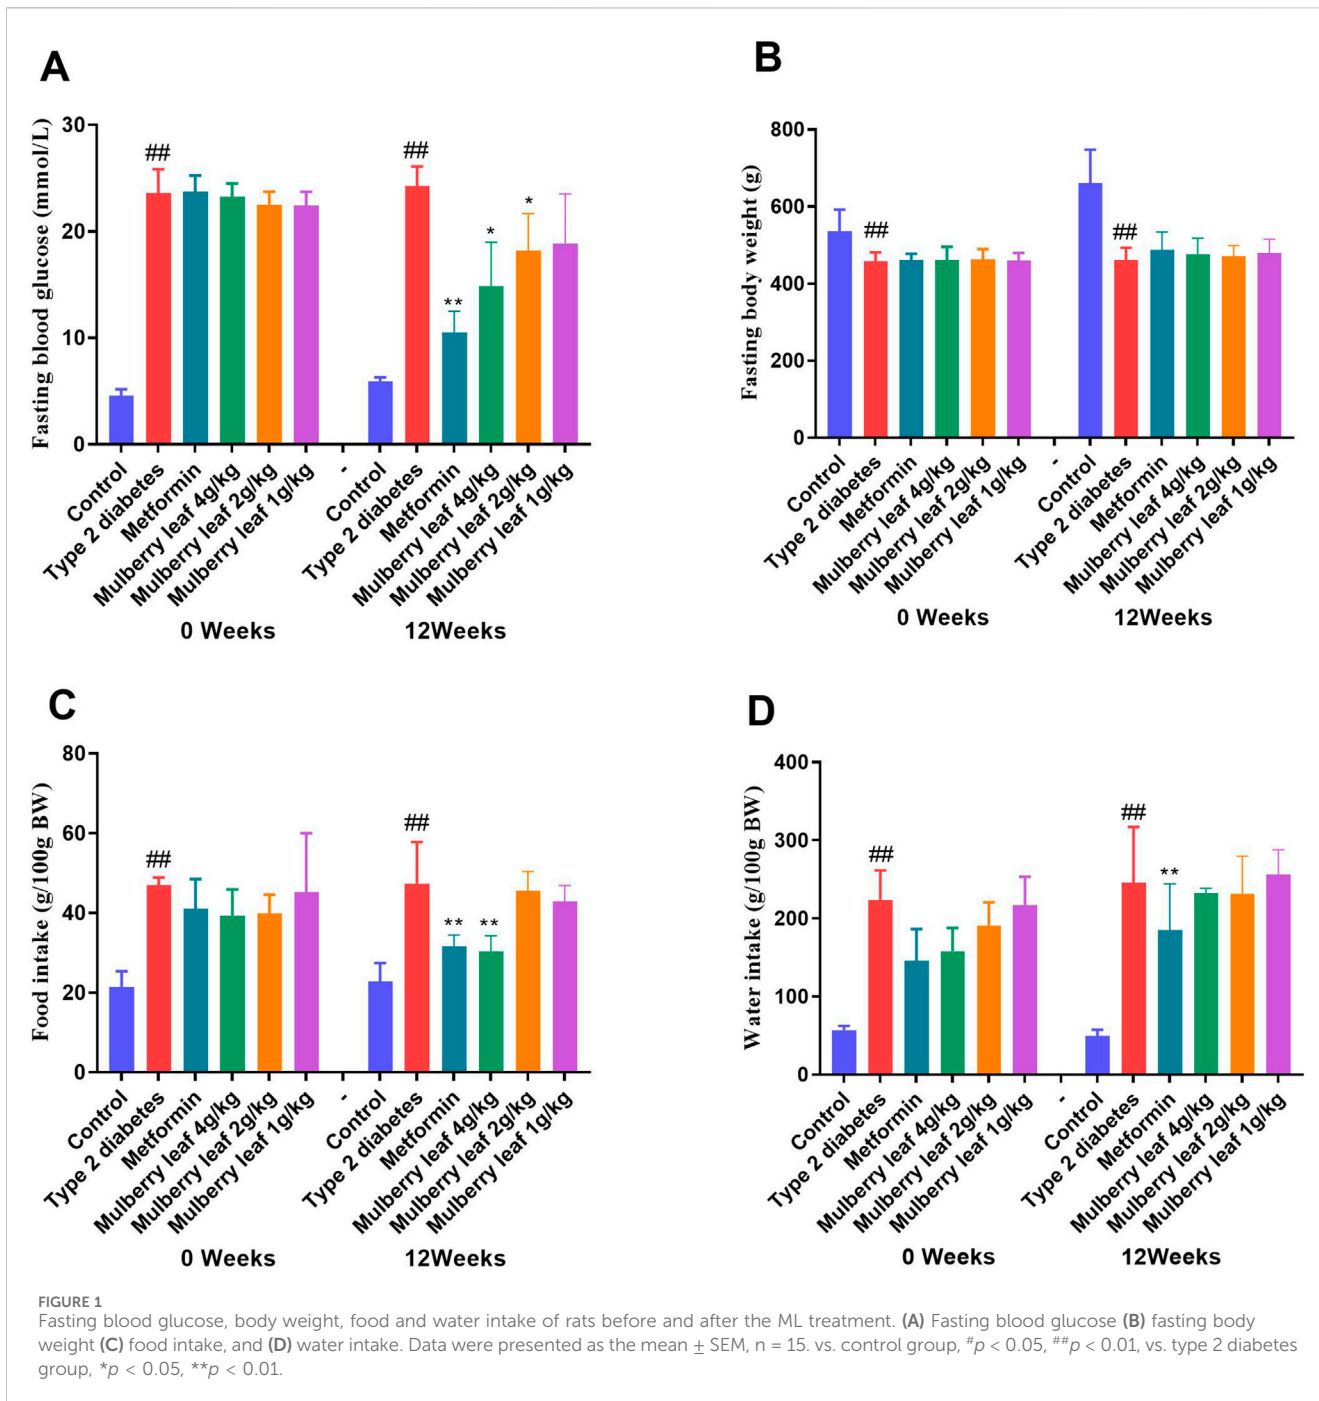 A
Fasting blood glucose (mmol/L)
30
20
10
0
##
##
**
*
*
Control
Type 2 diabetes
Metformin
Mulberry leaf 4g/kg
Mulberry leaf 2g/kg
Mulberry leaf 1g/kg
-
Control
Type 2 diabetes
Metformin
Mulberry leaf 4g/kg
Mulberry leaf 2g/kg
Mulberry leaf 1g/kg
0 Weeks
12Weeks
B
Fasting body weight (g)
800
600
400
200
0
##
##
Control
Type 2 diabetes
Metformin
Mulberry leaf 4g/kg
Mulberry leaf 2g/kg
Mulberry leaf 1g/kg
-
Control
Type 2 diabetes
Metformin
Mulberry leaf 4g/kg
Mulberry leaf 2g/kg
Mulberry leaf 1g/kg
0 Weeks
12Weeks
C
Food intake (g/100g BW)
80
60
40
20
0
##
##
**
**
Control
Type 2 diabetes
Metformin
Mulberry leaf 4g/kg
Mulberry leaf 2g/kg
Mulberry leaf 1g/kg
-
Control
Type 2 diabetes
Metformin
Mulberry leaf 4g/kg
Mulberry leaf 2g/kg
Mulberry leaf 1g/kg
0 Weeks
12Weeks
D
Water intake (g/100g BW)
400
300
200
100
0
##
##
**
Control
Type 2 diabetes
Metformin
Mulberry leaf 4g/kg
Mulberry leaf 2g/kg
Mulberry leaf 1g/kg
-
Control
Type 2 diabetes
Metformin
Mulberry leaf 4g/kg
Mulberry leaf 2g/kg
Mulberry leaf 1g/kg
0 Weeks
12Weeks
FIGURE 1
Fasting blood glucose, body weight, food and water intake of rats before and after the ML treatment. (A) Fasting blood glucose (B) fasting body
weight (C) food intake, and (D) water intake. Data were presented as the mean ± SEM, n = 15. vs. control group, #p < 0.05, ##p < 0.01, vs. type 2 diabetes
group, *p < 0.05, **p < 0.01.